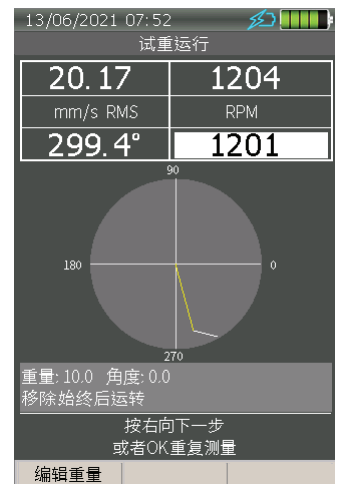 13/06/2021 07:52
试重运行
20.17 1204
mm/s RMS RPM
299.4° 1201
90
180 0
270
重量: 10.0 角度: 0.0
移除始终后运转
按右向下一步
或者OK重复测量
编辑重量